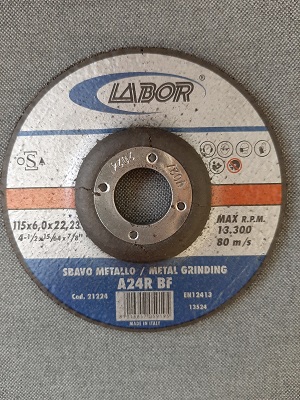 LABOR ®
oSA
115x6,0x22,23
4-1/2x15/64x7/8"
MAX R.P.M.
13.300
80 m/s
SBAVO METALLO / METAL GRINDING
A24R BF
Cod. 21224
EN12413
12524
MADE IN ITALY